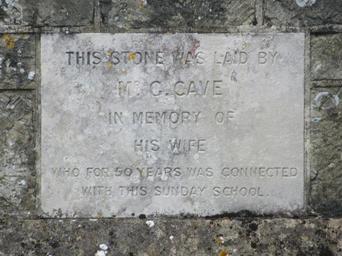 THIS STONE WAS LAID BY
Mr G. CAVE
IN MEMORY OF
HIS WIFE
WHO FOR 50 YEARS WAS CONNECTED
WITH THIS SUNDAY SCHOOL.